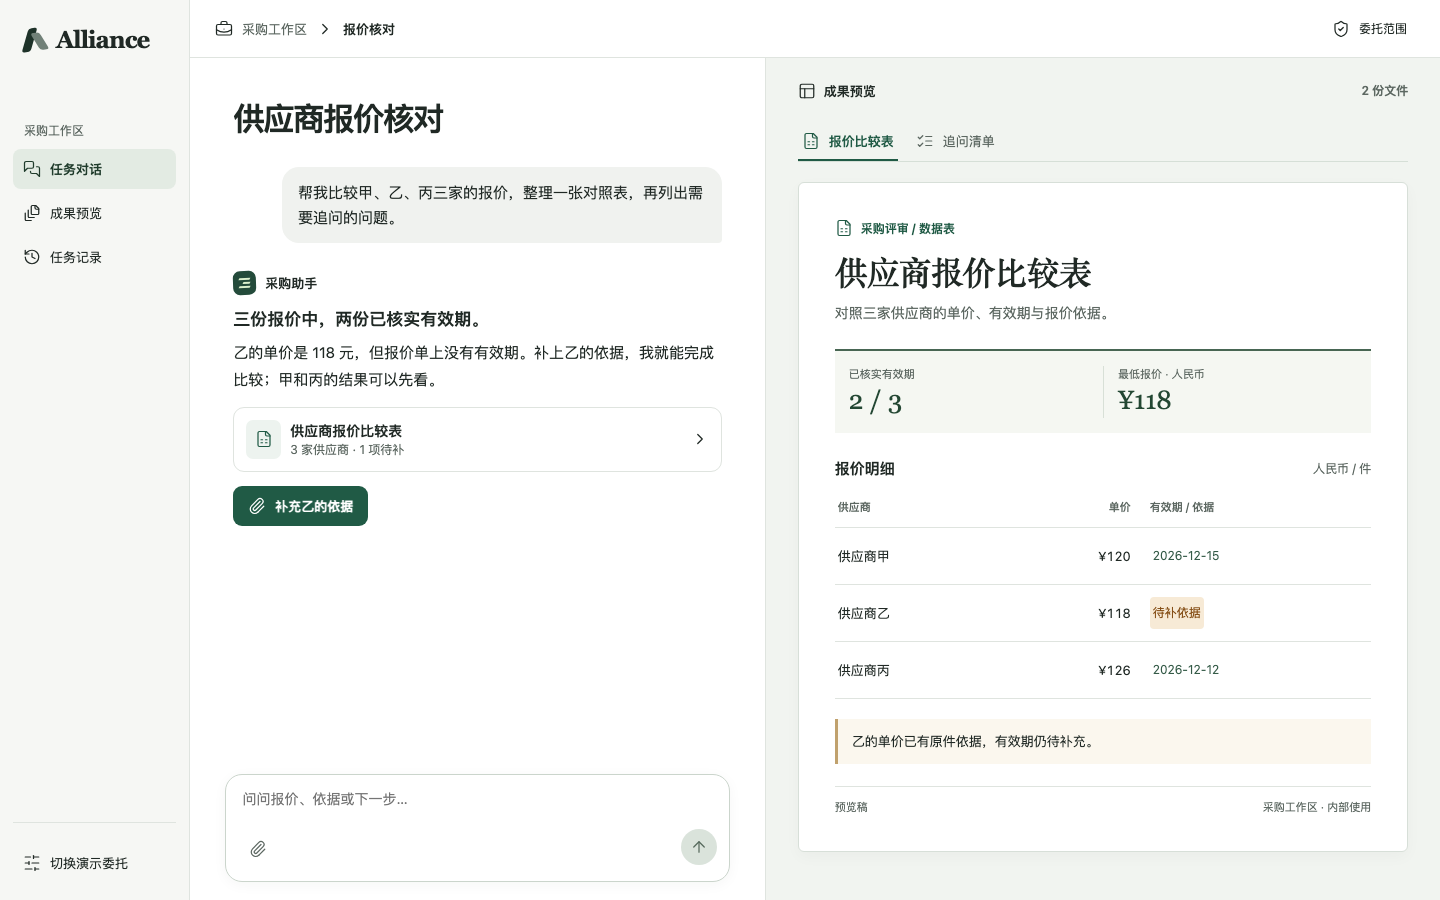 Alliance
采购工作区
任务对话
成果预览
任务记录
切换演示委托
采购工作区
报价核对
委托范围
供应商报价核对
帮我比较甲、乙、丙三家的报价，整理一张对照表，再列出需
要追问的问题。
采购助手
三份报价中，两份已核实有效期。
乙的单价是 118 元，但报价单上没有有效期。补上乙的依据，我就能完成
比较；甲和丙的结果可以先看。
供应商报价比较表
3 家供应商 · 1 项待补
补充乙的依据
问问报价、依据或下一步...
成果预览
2 份文件
报价比较表
追问清单
采购评审 / 数据表
供应商报价比较表
对照三家供应商的单价、有效期与报价依据。
已核实有效期
2 / 3
最低报价 · 人民币
¥118
报价明细
人民币 / 件
供应商 单价 有效期 / 依据
供应商甲 ¥120 2026-12-15
供应商乙 ¥118 待补依据
供应商丙 ¥126 2026-12-12
乙的单价已有原件依据，有效期仍待补充。
预览稿
采购工作区 · 内部使用